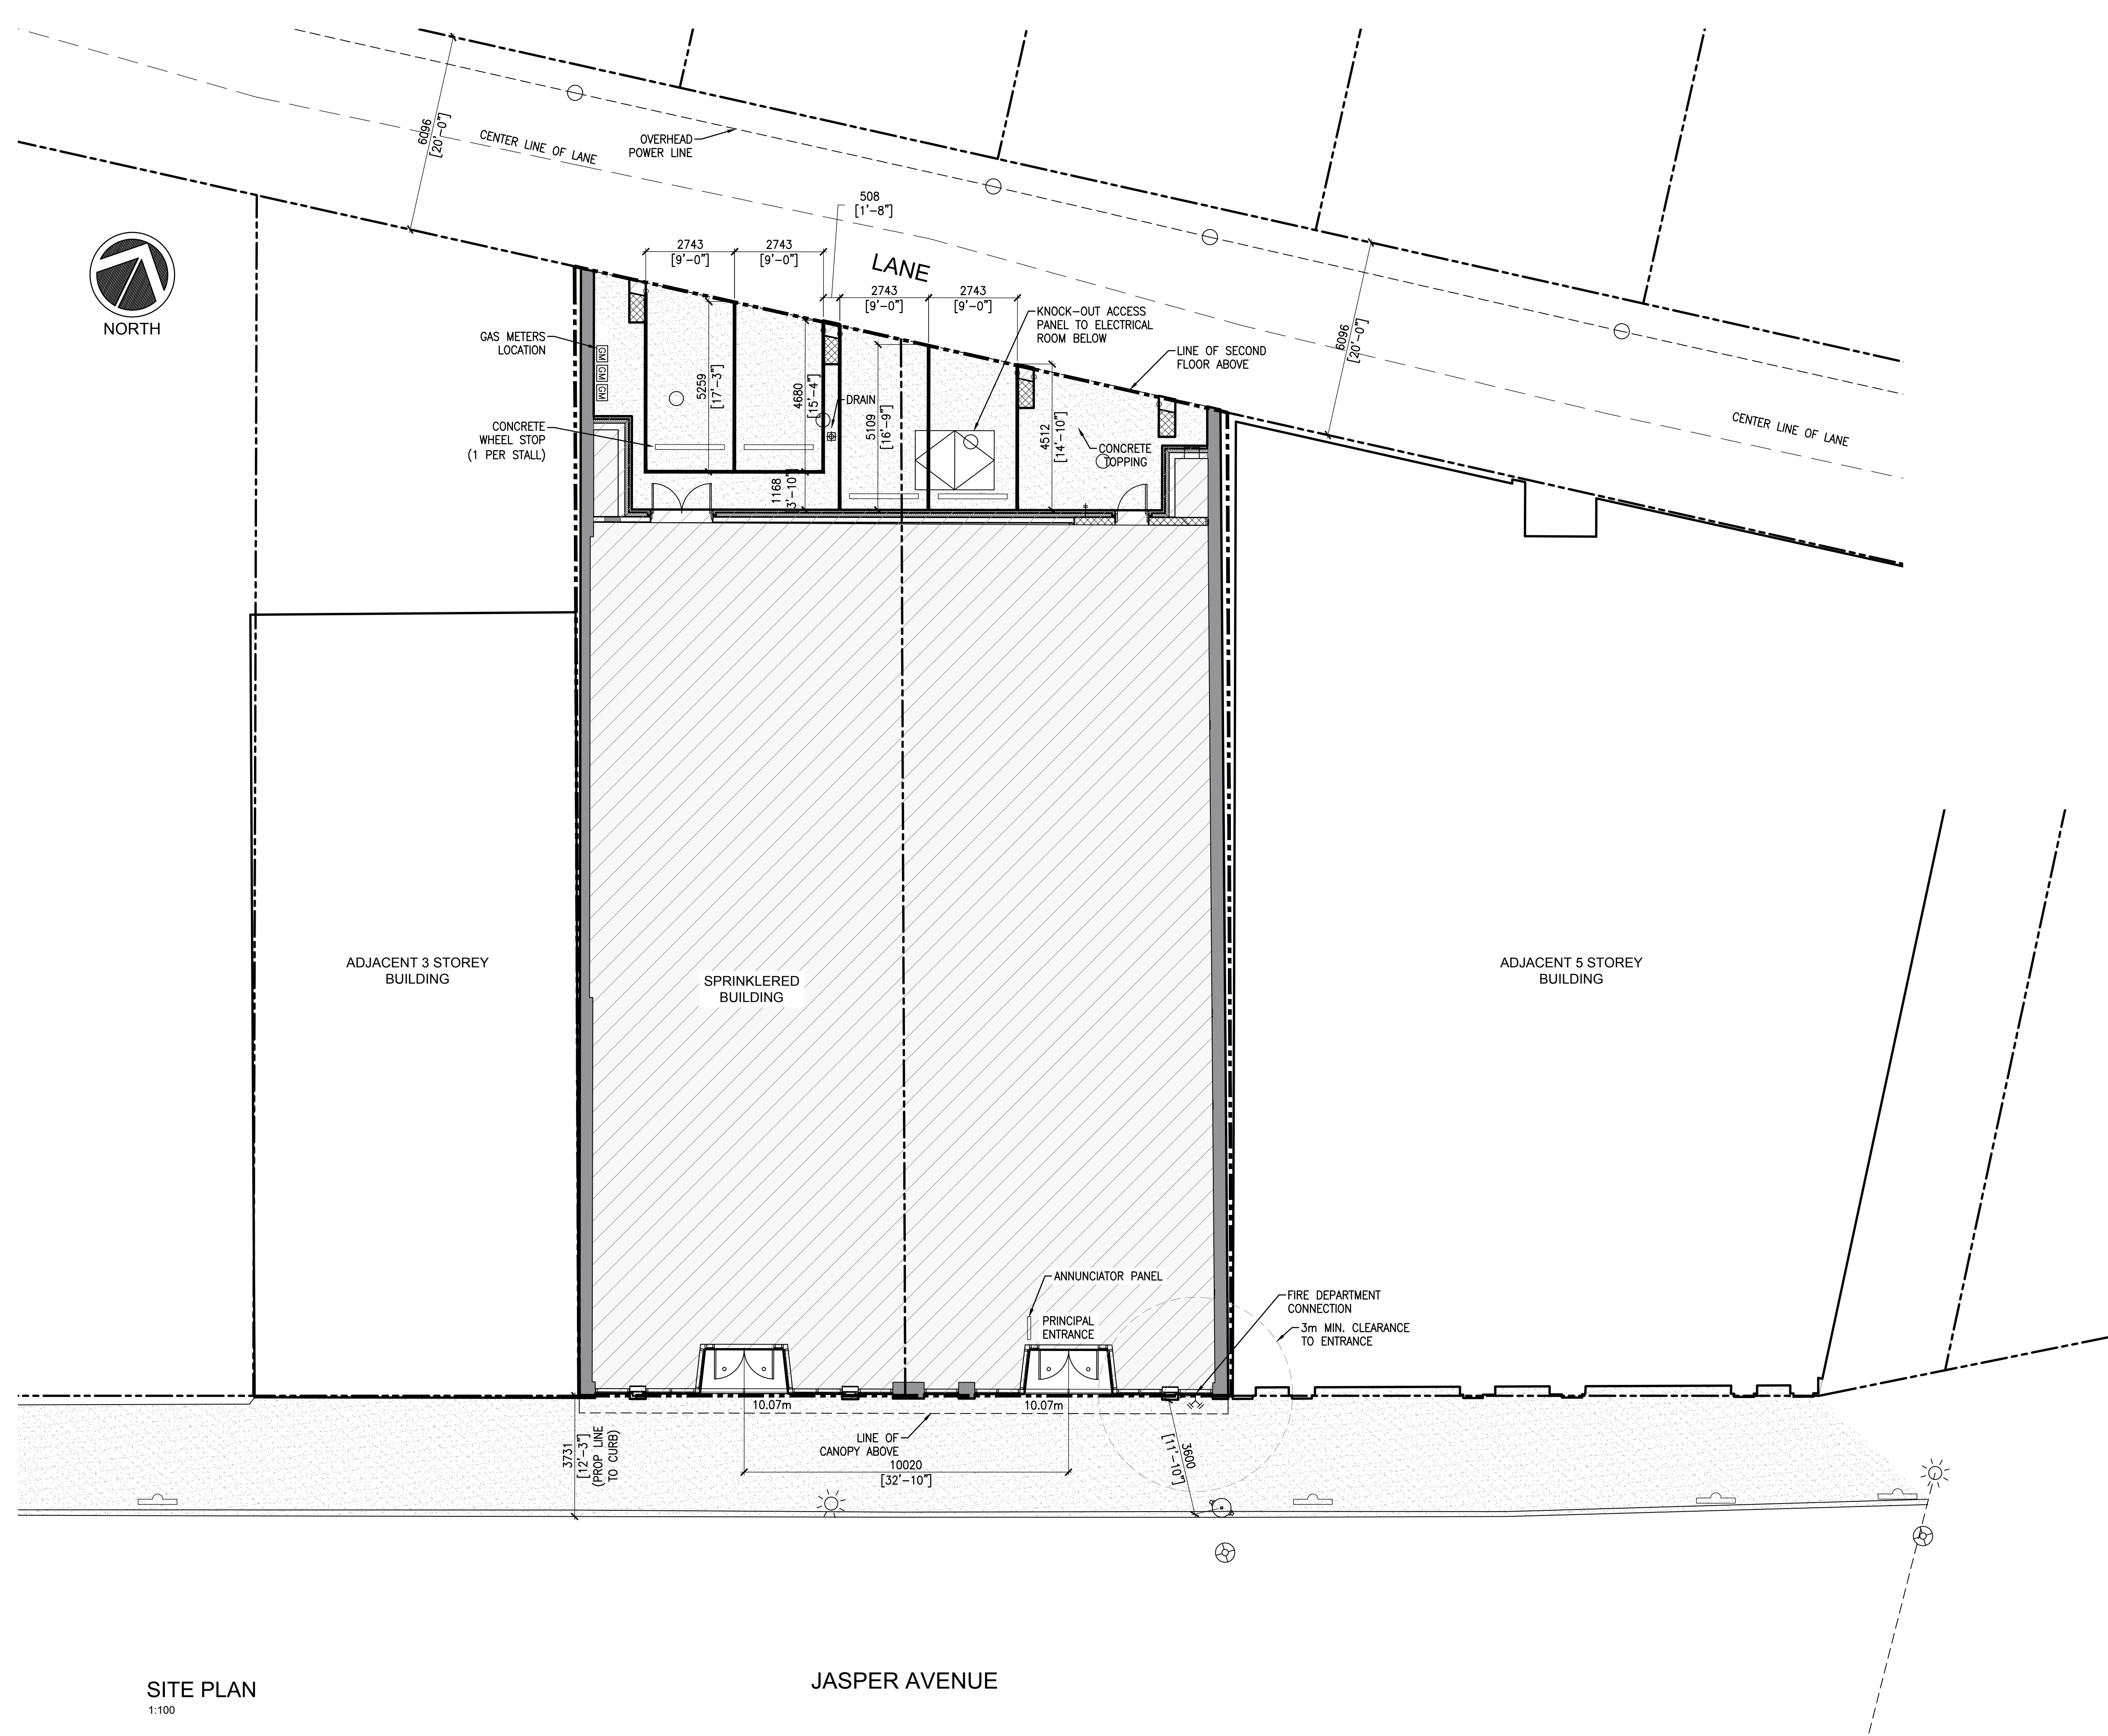 6096
[20'-0"]
CENTER LINE OF LANE
OVERHEAD
POWER LINE
508
[1'-8"]
NORTH
2743
[9'-0"]
2743
[9'-0"]
LANE
2743
[9'-0"]
2743
[9'-0"]
KNOCK-OUT ACCESS
PANEL TO ELECTRICAL
ROOM BELOW
LINE OF SECOND
FLOOR ABOVE
6096
[20'-0"]
CENTER LINE OF LANE
GAS METERS
LOCATION
GM
GM
GM
5259
[17'-3"]
4680
[15'-4"]
DRAIN
5109
[16'-9"]
4512
[14'-10"]
CONCRETE
WHEEL STOP
(1 PER STALL)
CONCRETE
TOPPING
1168
3'-10"]
ADJACENT 3 STOREY
BUILDING
SPRINKLERED
BUILDING
ADJACENT 5 STOREY
BUILDING
ANNUNCIATOR PANEL
PRINCIPAL
ENTRANCE
FIRE DEPARTMENT
CONNECTION
3m MIN. CLEARANCE
TO ENTRANCE
10.07m
10.07m
LINE OF
CANOPY ABOVE
3731
[12'-3"]
(PROP LINE
TO CURB)
10020
[32'-10"]
3600
[11'-10"]
SITE PLAN
1:100
JASPER AVENUE